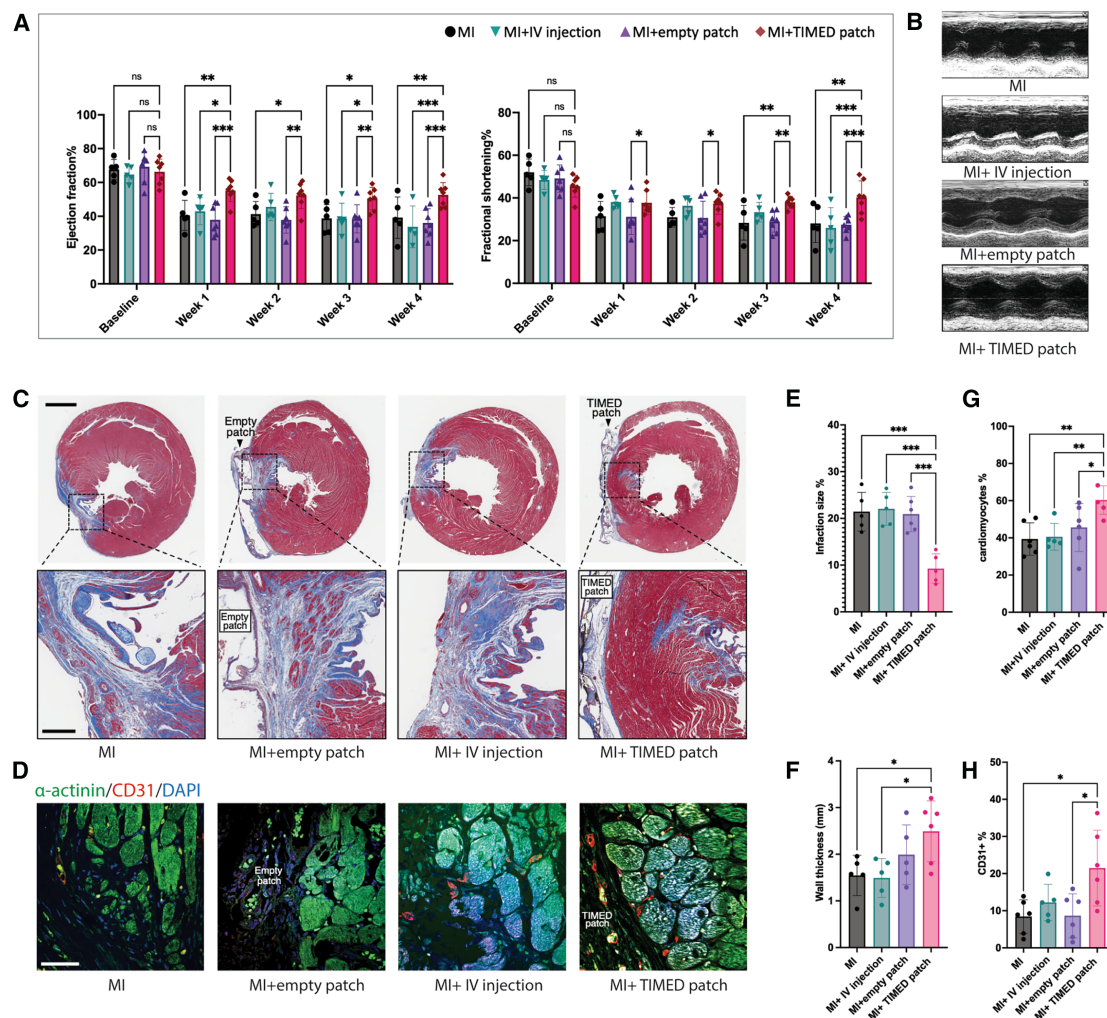 A
MI
MI+IV injection
MI+empty patch
MI+TIMED patch
Ejection fraction%
100
80
60
40
20
0
ns
ns
ns
**
*
***
*
**
*
*
**
**
***
***
Baseline
Week 1
Week 2
Week 3
Week 4
Fractional shortening%
80
60
40
20
0
ns
ns
ns
*
*
**
**
**
***
***
Baseline
Week 1
Week 2
Week 3
Week 4
B
MI
MI+ IV injection
MI+empty patch
MI+ TIMED patch
C
Empty
patch
TIMED
patch
Empty
patch
TIMED
patch
MI
MI+empty patch
MI+ IV injection
MI+ TIMED patch
D
α-actinin/CD31/DAPI
Empty
patch
TIMED
patch
MI
MI+empty patch
MI+ IV injection
MI+ TIMED patch
E
Infaction size %
40
30
20
10
0
***
***
***
MI
MI+ IV injection
MI+empty patch
MI+ TIMED patch
G
cardiomyocytes %
100
80
60
40
20
0
**
**
*
MI
MI+IV injection
MI+empty patch
MI+ TIMED patch
F
Wall thickness (mm)
4
3
2
1
0
*
*
MI
MI+ IV injection
MI+empty patch
MI+ TIMED patch
H
CD31+ %
50
40
30
20
10
0
*
*
MI
MI+ IV injection
MI+empty patch
MI+ TIMED patch